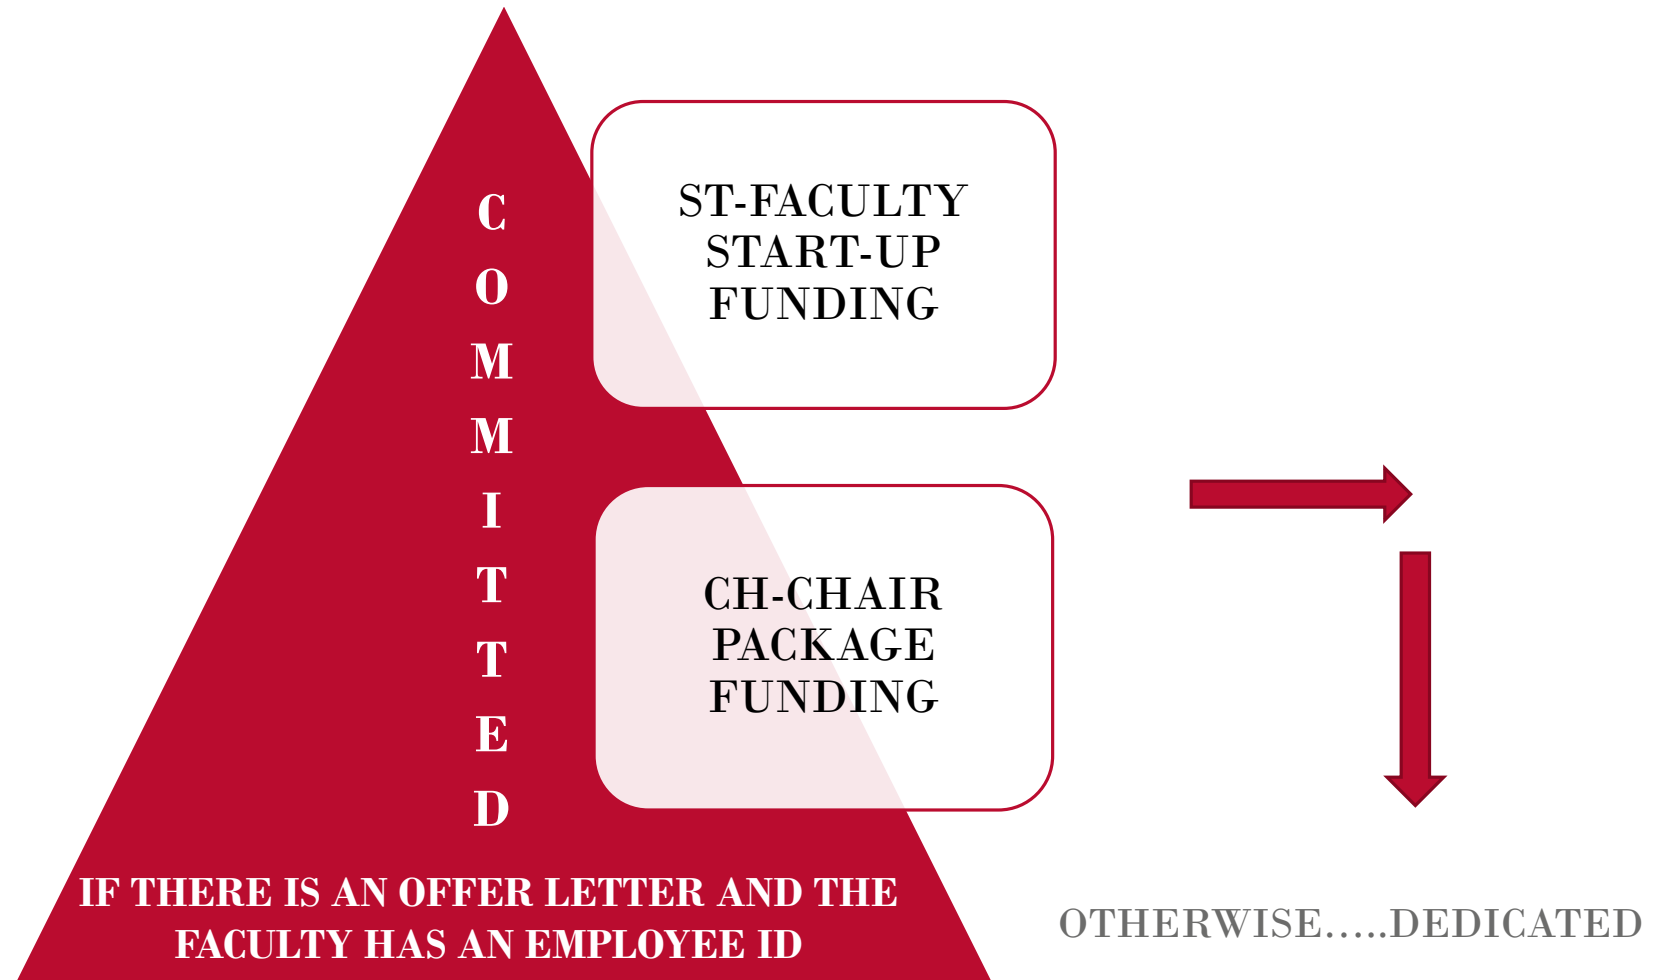 COMMITTED
ST-FACULTY
START-UP
FUNDING
CH-CHAIR
PACKAGE
FUNDING
IF THERE IS AN OFFER LETTER AND THE
FACULTY HAS AN EMPLOYEE ID
OTHERWISE.....DEDICATED